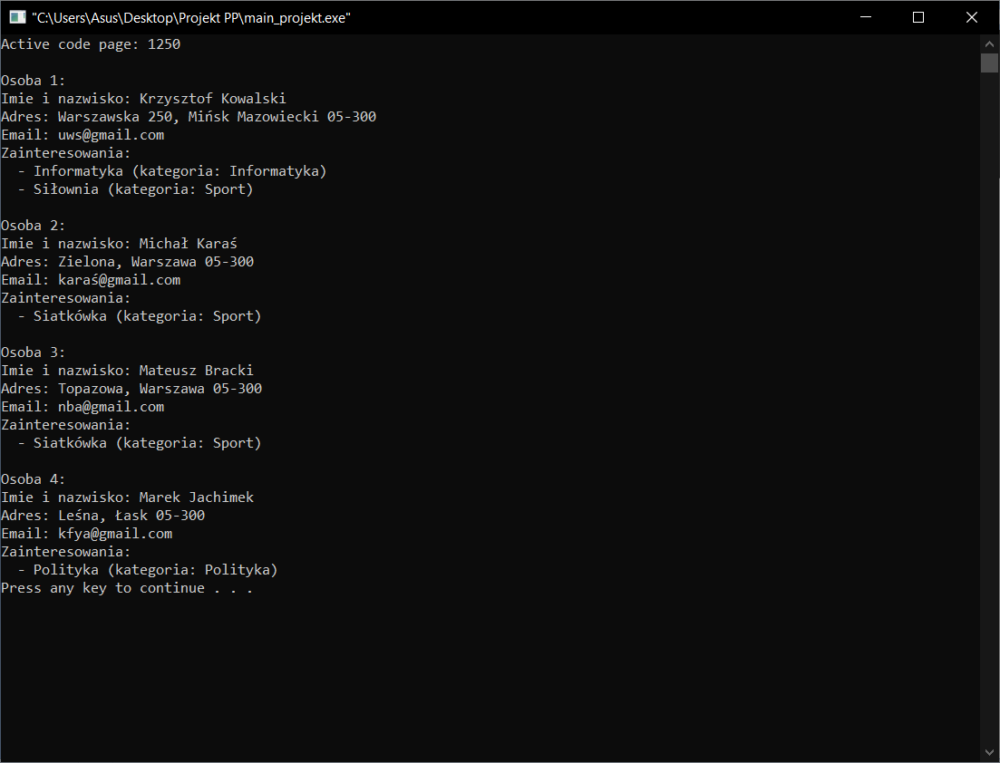 "C:\Users\Asus\Desktop\Projekt PP\main_projekt.exe"
Active code page: 1250
Osoba 1:
Imie i nazwisko: Krzysztof Kowalski
Adres: Warszawska 250, Mińsk Mazowiecki 05-300
Email: uws@gmail.com
Zainteresowania:
- Informatyka (kategoria: Informatyka)
- Siłownia (kategoria: Sport)
Osoba 2:
Imie i nazwisko: Michał Karaś
Adres: Zielona, Warszawa 05-300
Email: karaś@gmail.com
Zainteresowania:
- Siatkówka (kategoria: Sport)
Osoba 3:
Imie i nazwisko: Mateusz Bracki
Adres: Topazowa, Warszawa 05-300
Email: nba@gmail.com
Zainteresowania:
- Siatkówka (kategoria: Sport)
Osoba 4:
Imie i nazwisko: Marek Jachimek
Adres: Leśna, Łask 05-300
Email: kfya@gmail.com
Zainteresowania:
- Polityka (kategoria: Polityka)
Press any key to continue . . .